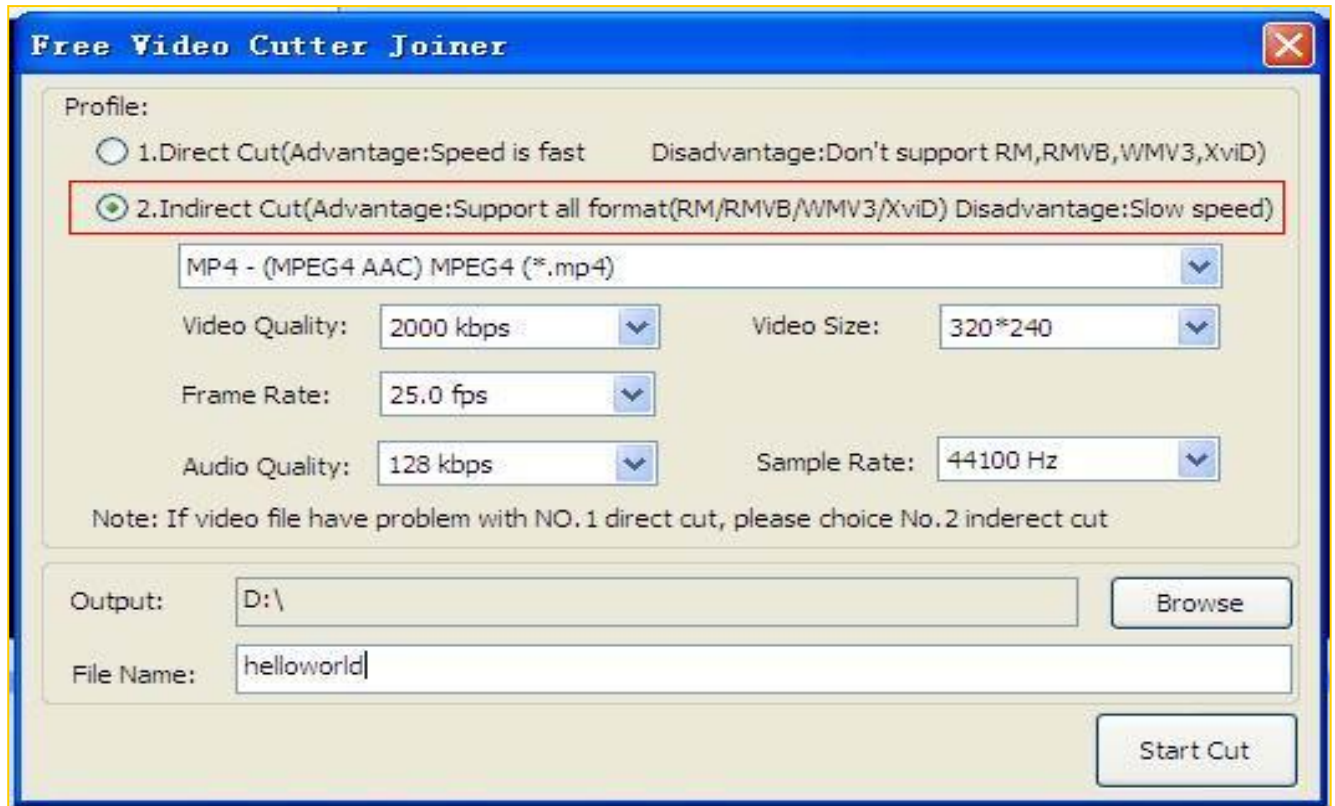 Free Video Cutter Joiner
Profile:
1.Direct Cut(Advantage:Speed is fast Disadvantage:Don't support RM,RMVB,WMV3,XviD)
2.Indirect Cut(Advantage:Support all format(RM/RMVB/WMV3/XviD) Disadvantage:Slow speed)
MP4 - (MPEG4 AAC) MPEG4 (*.mp4)
Video Quality: 2000 kbps Video Size: 320*240
Frame Rate: 25.0 fps
Audio Quality: 128 kbps Sample Rate: 44100 Hz
Note: If video file have problem with NO.1 direct cut, please choice No.2 inderect cut
Output: D:\ Browse
File Name: helloworld
Start Cut